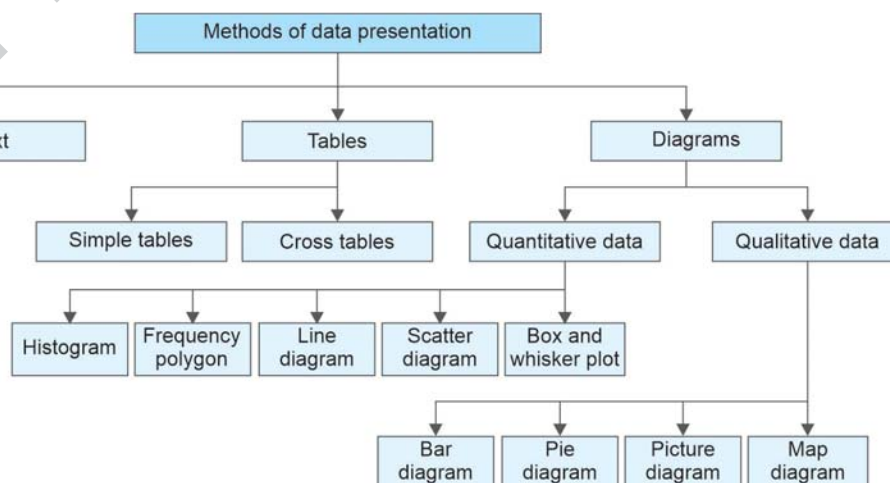 Methods of data presentation
Tables
Diagrams
Simple tables
Cross tables
Quantitative data
Qualitative data
Histogram
Frequency
polygon
Line
diagram
Scatter
diagram
Box and
whisker plot
Bar
diagram
Pie
diagram
Picture
diagram
Map
diagram